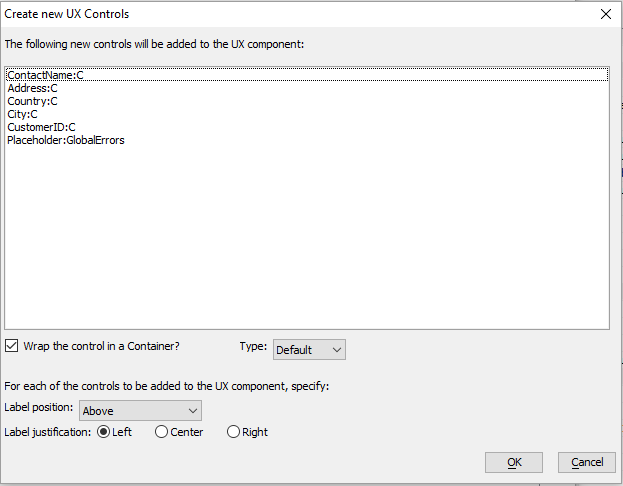 Create new UX Controls
The following new controls will be added to the UX component:
ContactName:C
Address:C
Country:C
City:C
CustomerID:C
Placeholder:GlobalErrors
Wrap the control in a Container? Type: Default
For each of the controls to be added to the UX component, specify:
Label position: Above
Label justification: Left Center Right
OK Cancel